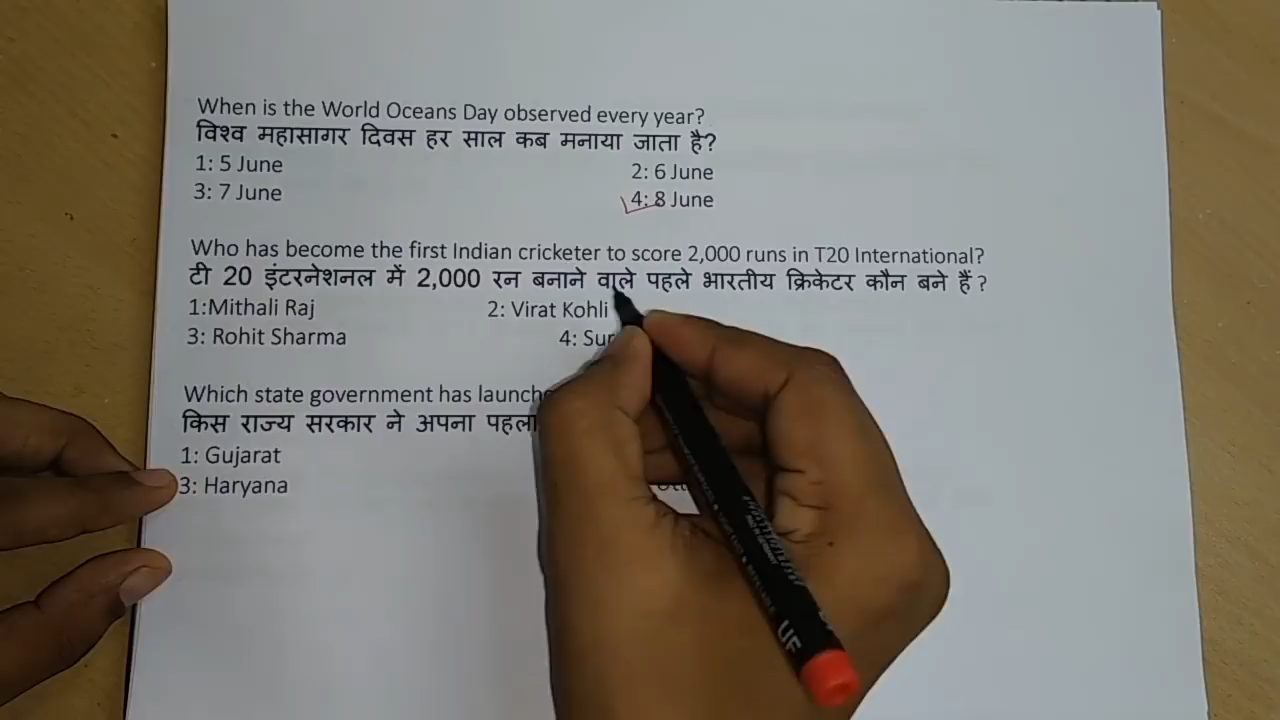 When is the World Oceans Day observed every year?
विश्व महासागर दिवस हर साल कब मनाया जाता है?
1: 5 June 2: 6 June
3: 7 June 4: 8 June
Who has become the first Indian cricketer to score 2,000 runs in T20 International?
टी 20 इंटरनेशनल में 2,000 रन बनाने वाले पहले भारतीय क्रिकेटर कौन बने हैं ?
1:Mithali Raj 2: Virat Kohli
3: Rohit Sharma 4:
Which state government has
किस राज्य सरकार ने अपना पहला
1: Gujarat
3: Haryana
UF